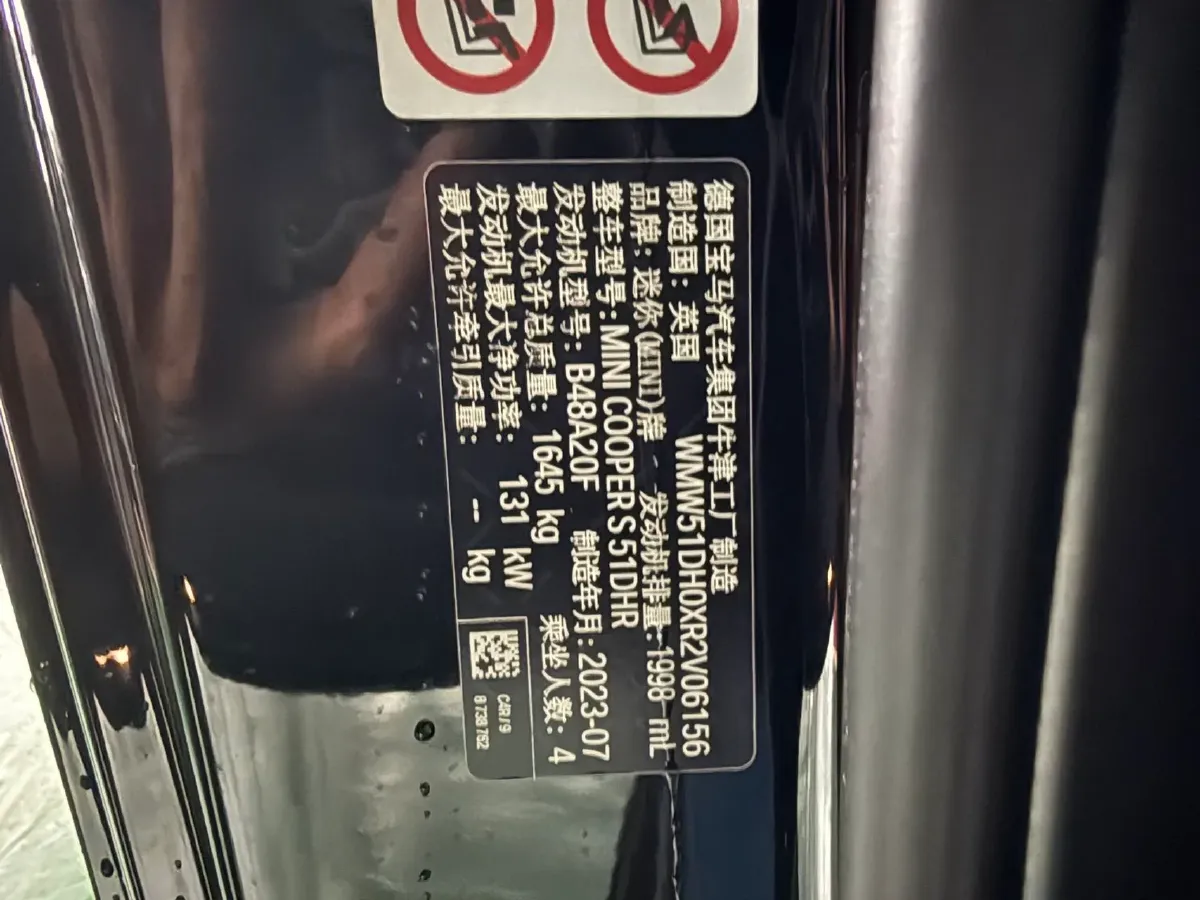 德国宝马汽车集团牛津工厂制造
制造国：英国 WMW51DH0XR2V06156
品牌：迷你(MINI)牌 发动机排量：1998 mL
整车型号：MINI COOPER S 51DHR
发动机型号：B48A20F 制造年月：2023-07
最大允许总质量： 1645 kg 乘坐人数：4
发动机最大净功率： 131 kW
最大允许牵引质量： -- kg
C4R / 9
8 738 752